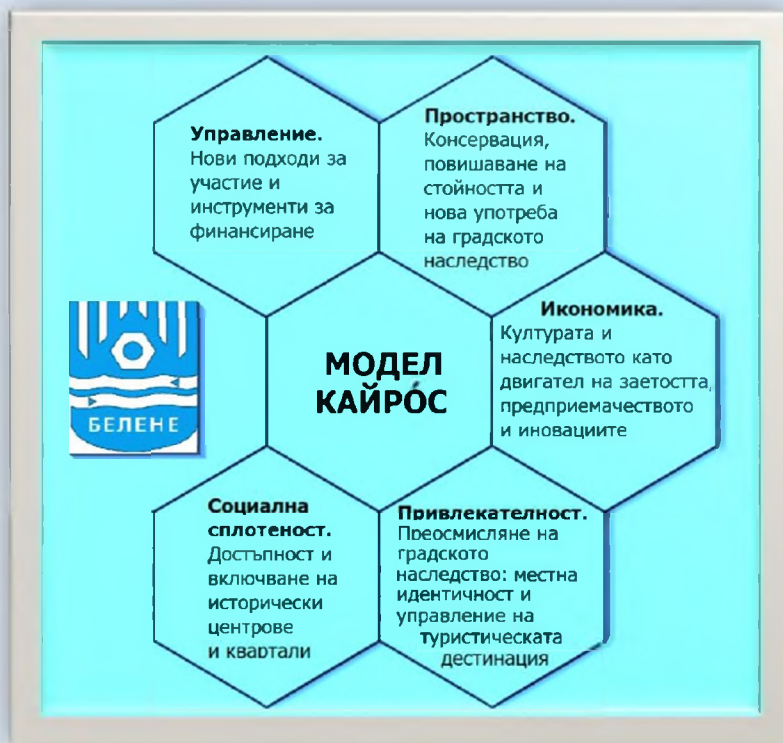 Управление.
Нови подходи за
участие и
инструменти за
финансиране
Пространство.
Консервация,
повишаване на
стойността и
нова употреба
на градското
наследство
БЕЛЕНЕ
МОДЕЛ
КАЙРО́С
Икономика.
Културата и
наследството като
двигател на заетостта,
предприемачеството
и иновациите
Социална
сплотеност.
Достъпност и
включване на
исторически
центрове
и квартали
Привлекателност.
Преосмисляне на
градското
наследство: местна
идентичност и
управление на
туристическата
дестинация